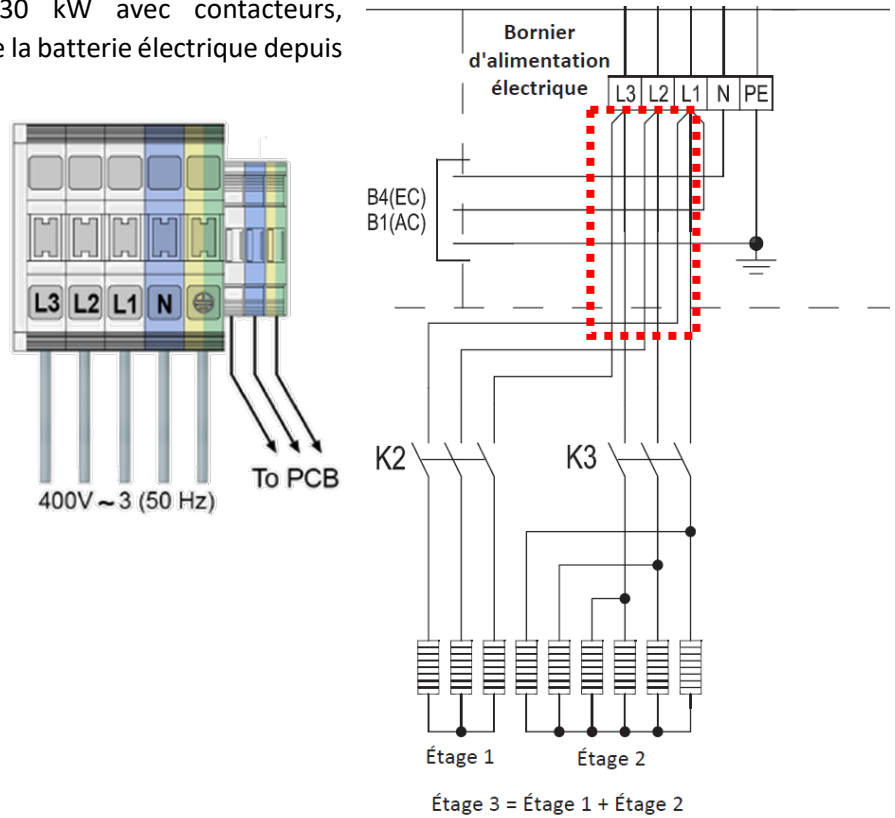 30 kW avec contacteurs,
e la batterie électrique depuis
Bornier
d'alimentation
électrique
L3 L2 L1 N PE
B4(EC)
B1(AC)
L3 L2 L1 N
To PCB
400V ~ 3 (50 Hz)
K2
K3
Étage 1
Étage 2
Étage 3 = Étage 1 + Étage 2